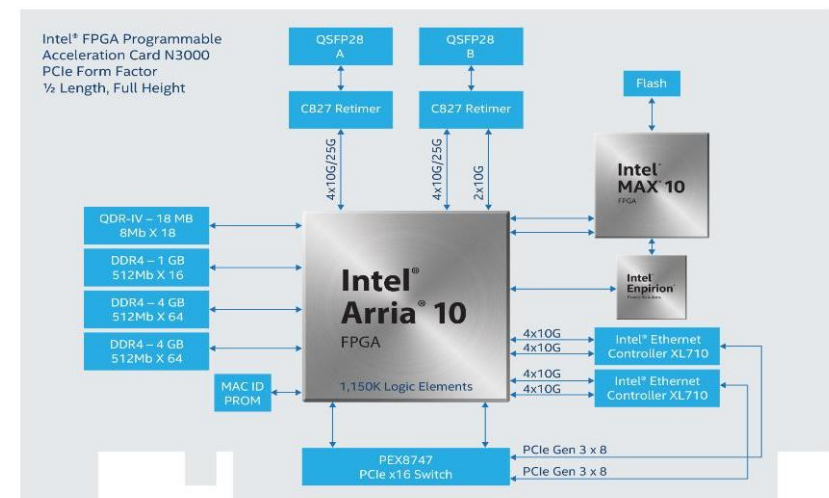 Intel® FPGA Programmable
Acceleration Card N3000
PCIe Form Factor
½ Length, Full Height
QSFP28
A
QSFP28
B
C827 Retimer
C827 Retimer
Flash
4x10G/25G
4x10G/25G
2x10G
Intel®
MAX® 10
FPGA
QDR-IV – 18 MB
8Mb X 18
DDR4 – 1 GB
512Mb X 16
DDR4 – 4 GB
512Mb X 64
DDR4 – 4 GB
512Mb X 64
MAC ID
PROM
Intel®
Arria® 10
FPGA
1,150K Logic Elements
Intel®
Enpirion®
4x10G
4x10G
Intel® Ethernet
Controller XL710
4x10G
4x10G
Intel® Ethernet
Controller XL710
PEX8747
PCIe x16 Switch
PCIe Gen 3 x 8
PCIe Gen 3 x 8